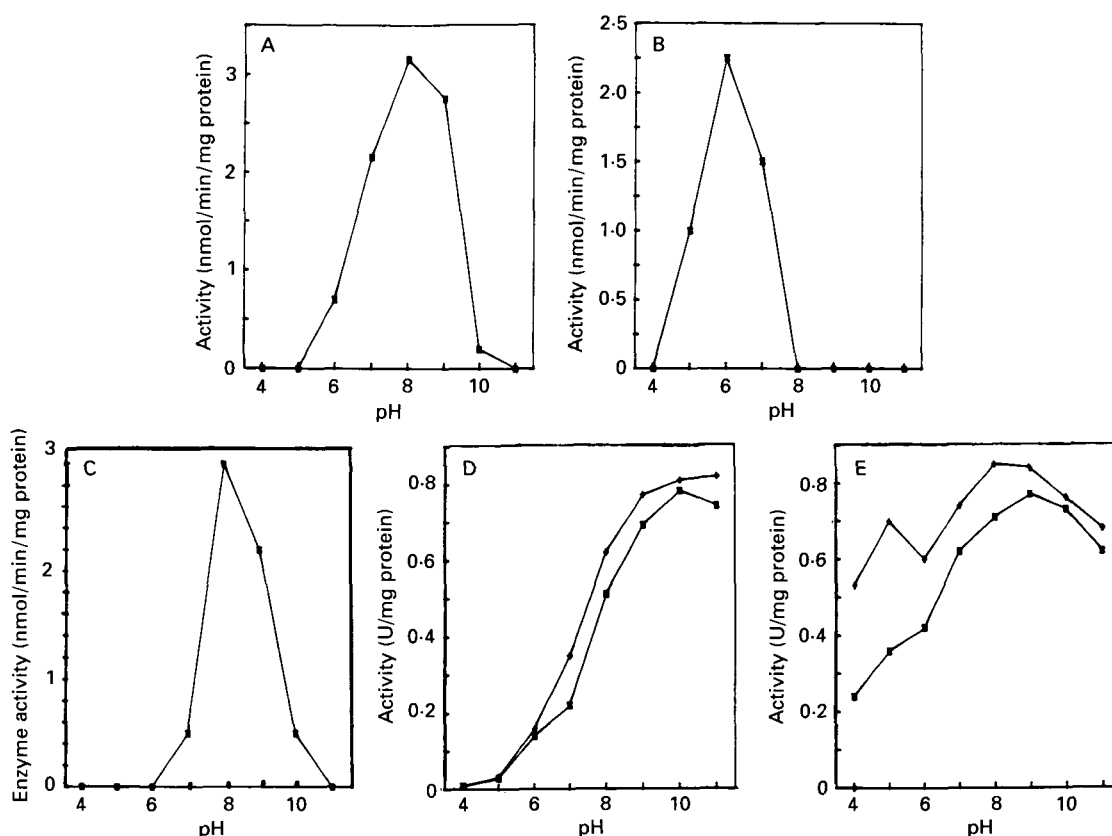 A
Activity (nmol/min/mg protein)
3
2
1
0
4 6 8 10
pH
B
Activity (nmol/min/mg protein)
2·5
2·0
1·5
1·0
0·5
0
4 6 8 10
pH
C
Enzyme activity (nmol/min/mg protein)
3
2
1
0
4 6 8 10
pH
D
Activity (U/mg protein)
0·8
0·6
0·4
0·2
0
4 6 8 10
pH
E
Activity (U/mg protein)
0·8
0·6
0·4
0·2
0
4 6 8 10
pH